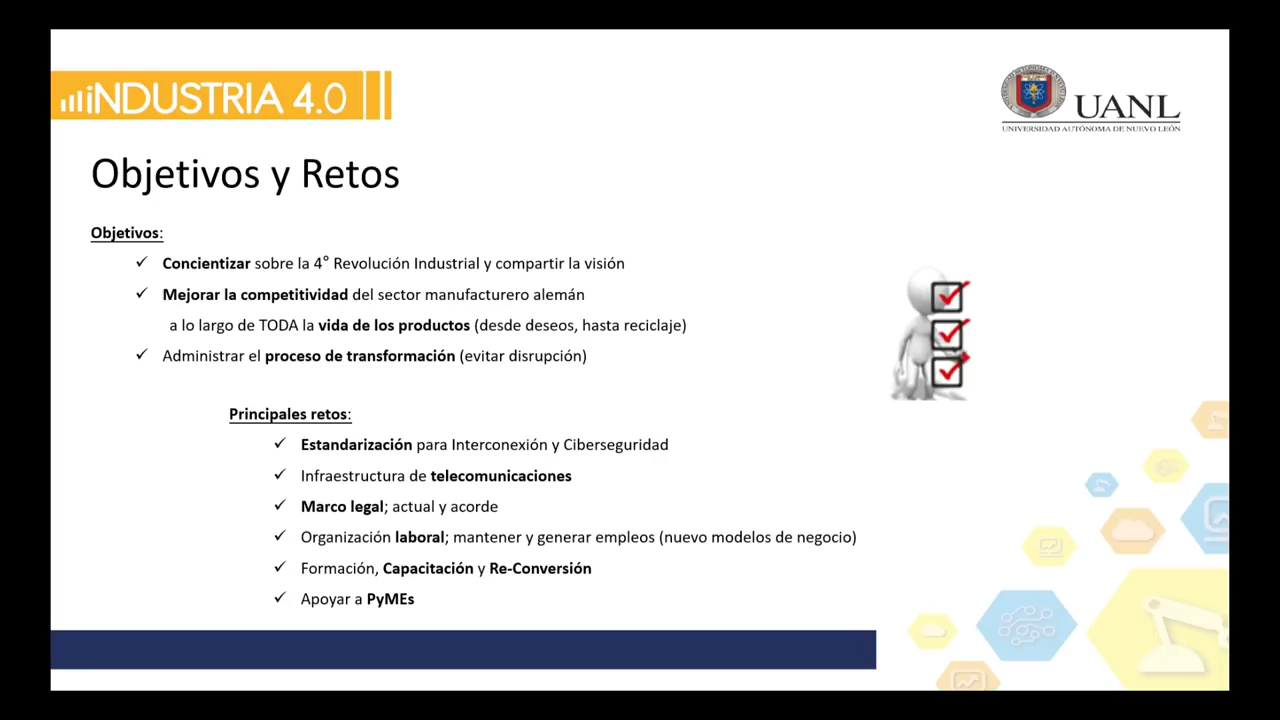 iNDUSTRIA 4.0
UANL
UNIVERSIDAD AUTÓNOMA DE NUEVO LEÓN
Objetivos y Retos
Objetivos:
✓ Concientizar sobre la 4° Revolución Industrial y compartir la visión
✓ Mejorar la competitividad del sector manufacturero alemán
a lo largo de TODA la vida de los productos (desde deseos, hasta reciclaje)
✓ Administrar el proceso de transformación (evitar disrupción)
Principales retos:
✓ Estandarización para Interconexión y Ciberseguridad
✓ Infraestructura de telecomunicaciones
✓ Marco legal; actual y acorde
✓ Organización laboral; mantener y generar empleos (nuevo modelos de negocio)
✓ Formación, Capacitación y Re-Conversión
✓ Apoyar a PyMEs